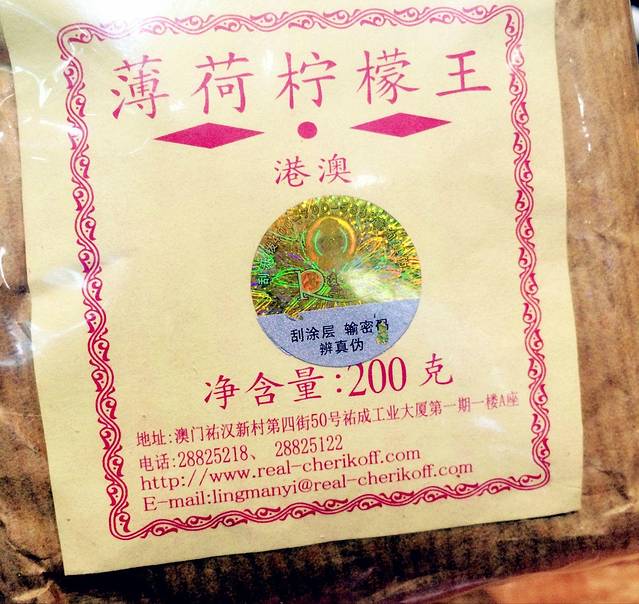 薄荷柠檬王
港澳
刮涂层 输密码
辨真伪
净含量:200克
地址:澳门祐汉新村第四街50号祐成工业大厦第一期一楼A座
电话:28825218、 28825122
http://www.real-cherikoff.com
E-mail:lingmanyi@real-cherikoff.com